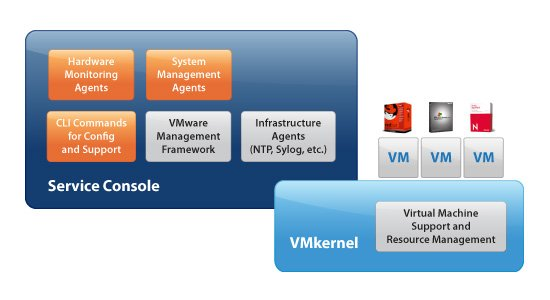 Hardware
Monitoring
Agents
System
Management
Agents
CLI Commands
for Config
and Support
VMware
Management
Framework
Infrastructure
Agents
(NTP, Sylog, etc.)
Service Console
VM
VM
VM
N
VMkernel
Virtual Machine
Support and
Resource Management